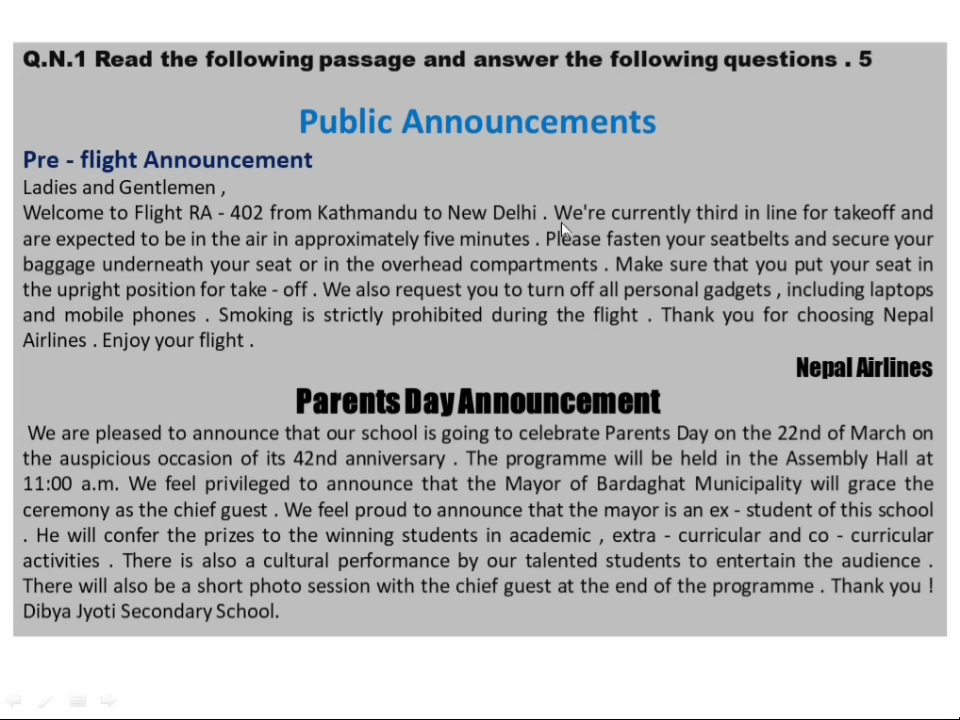 Q.N.1 Read the following passage and answer the following questions . 5
Public Announcements
Pre - flight Announcement
Ladies and Gentlemen ,
Welcome to Flight RA - 402 from Kathmandu to New Delhi . We're currently third in line for takeoff and
are expected to be in the air in approximately five minutes . Please fasten your seatbelts and secure your
baggage underneath your seat or in the overhead compartments . Make sure that you put your seat in
the upright position for take - off . We also request you to turn off all personal gadgets , including laptops
and mobile phones . Smoking is strictly prohibited during the flight . Thank you for choosing Nepal
Airlines . Enjoy your flight .
Nepal Airlines
Parents Day Announcement
We are pleased to announce that our school is going to celebrate Parents Day on the 22nd of March on
the auspicious occasion of its 42nd anniversary . The programme will be held in the Assembly Hall at
11:00 a.m. We feel privileged to announce that the Mayor of Bardaghat Municipality will grace the
ceremony as the chief guest . We feel proud to announce that the mayor is an ex - student of this school
. He will confer the prizes to the winning students in academic , extra - curricular and co - curricular
activities . There is also a cultural performance by our talented students to entertain the audience .
There will also be a short photo session with the chief guest at the end of the programme . Thank you !
Dibya Jyoti Secondary School.